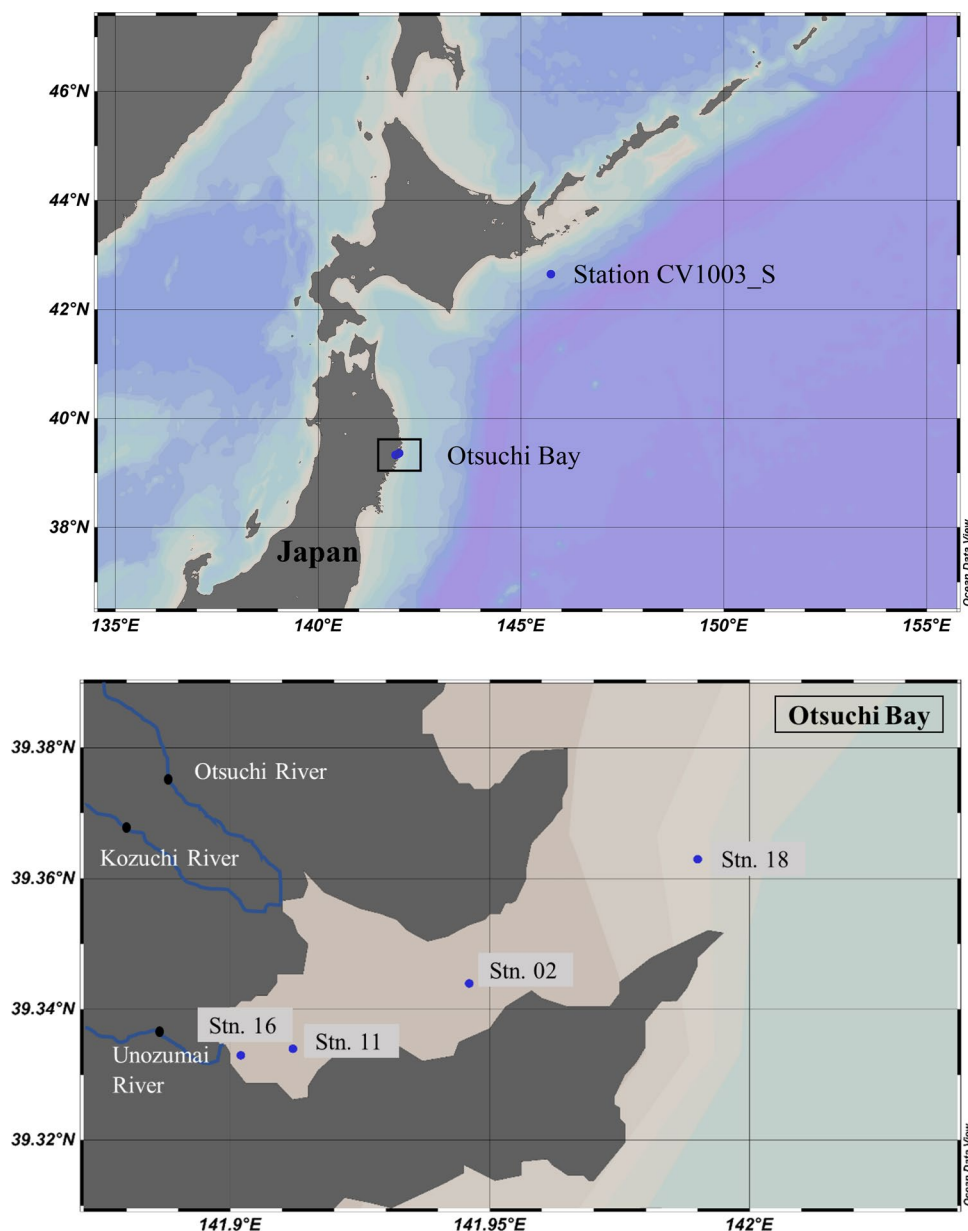 46°N
44°N
42°N
40°N
38°N
Station CV1003_S
Otsuchi Bay
Japan
Ocean Data View
135°E
140°E
145°E
150°E
155°E
Otsuchi Bay
39.38°N
39.36°N
39.34°N
39.32°N
Otsuchi River
Kozuchi River
Stn. 18
Stn. 02
Stn. 16
Stn. 11
Unozumai
River
Ocean Data View
141.9°E
141.95°E
142°E